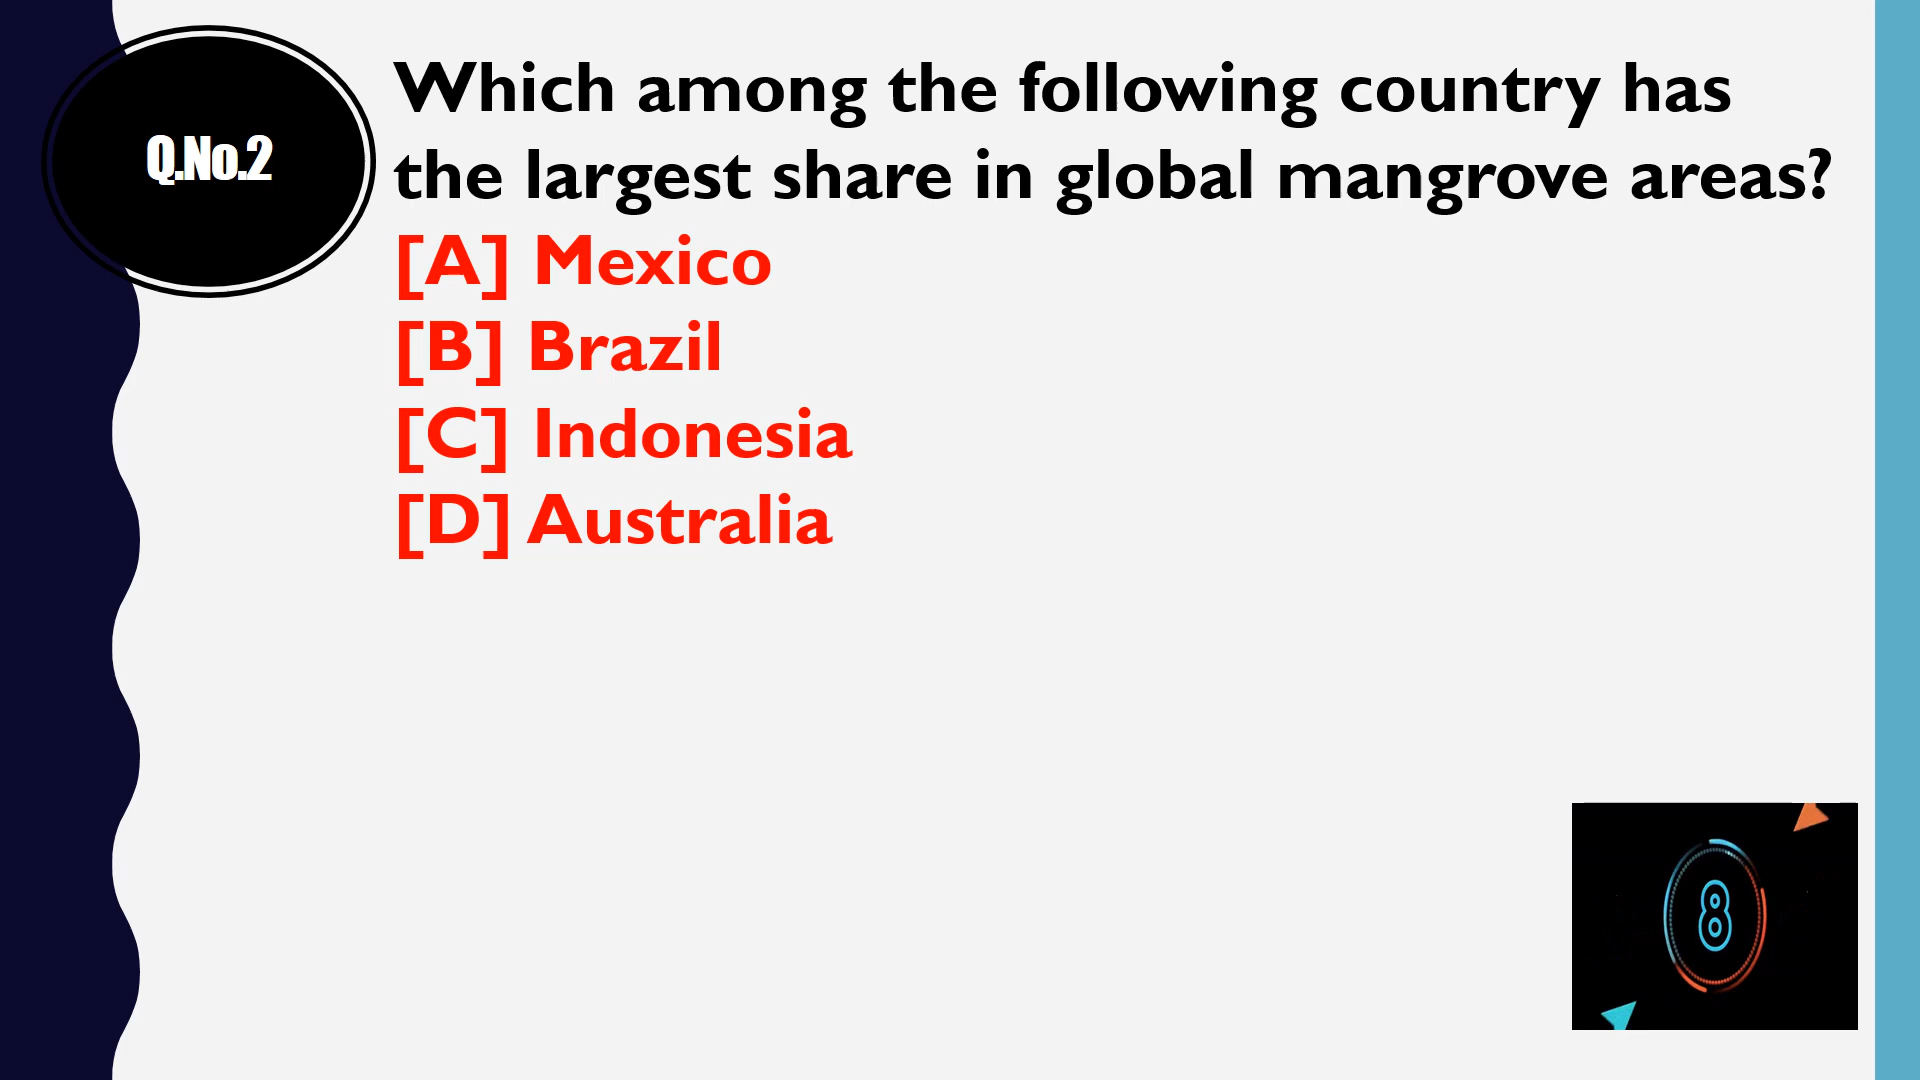 Q.No.2
Which among the following country has
the largest share in global mangrove areas?
[A] Mexico
[B] Brazil
[C] Indonesia
[D] Australia
8